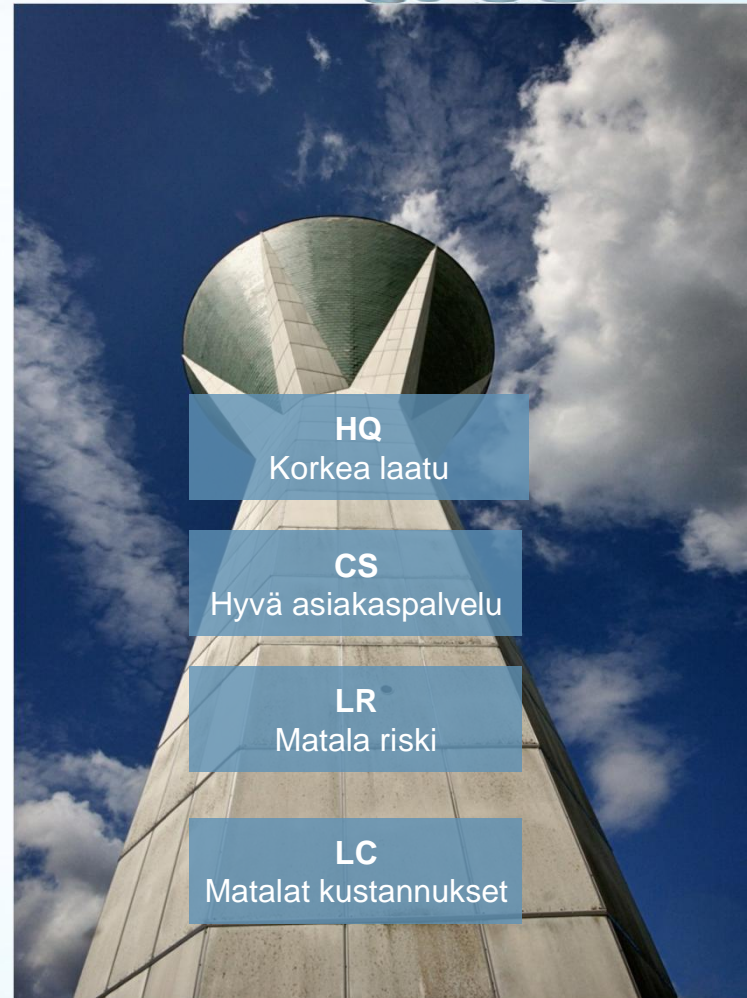 HQ
Korkea laatu
CS
Hyvä asiakaspalvelu
LR
Matala riski
LC
Matalat kustannukset